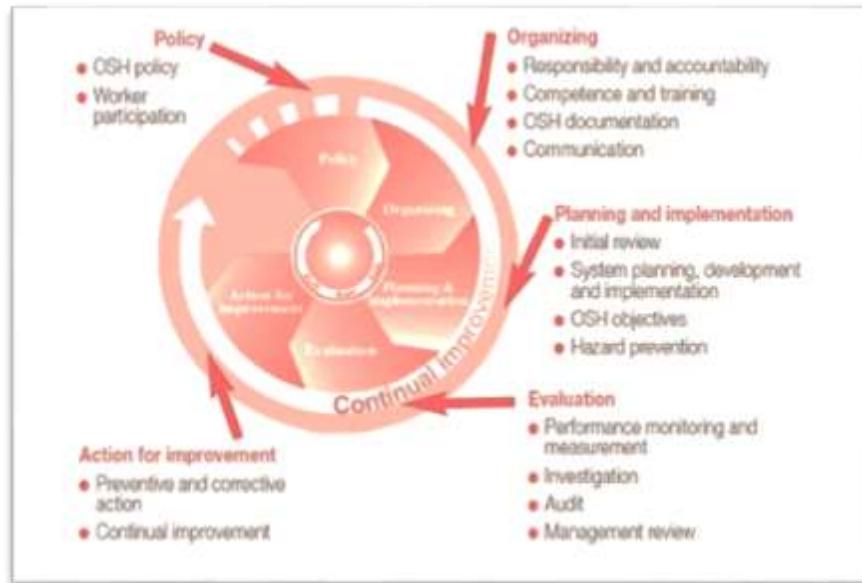 Policy
● OSH policy
● Worker
participation
Organizing
● Responsibility and accountability
● Competence and training
● OSH documentation
● Communication
Planning and implementation
● Initial review
● System planning, development
and implementation
● OSH objectives
● Hazard prevention
Evaluation
● Performance monitoring and
measurement
● Investigation
● Audit
● Management review
Action for improvement
● Preventive and corrective
action
● Continual improvement
Policy
Organizing
Planning &
implementation
Evaluation
Action for
improvement
Continual improvement